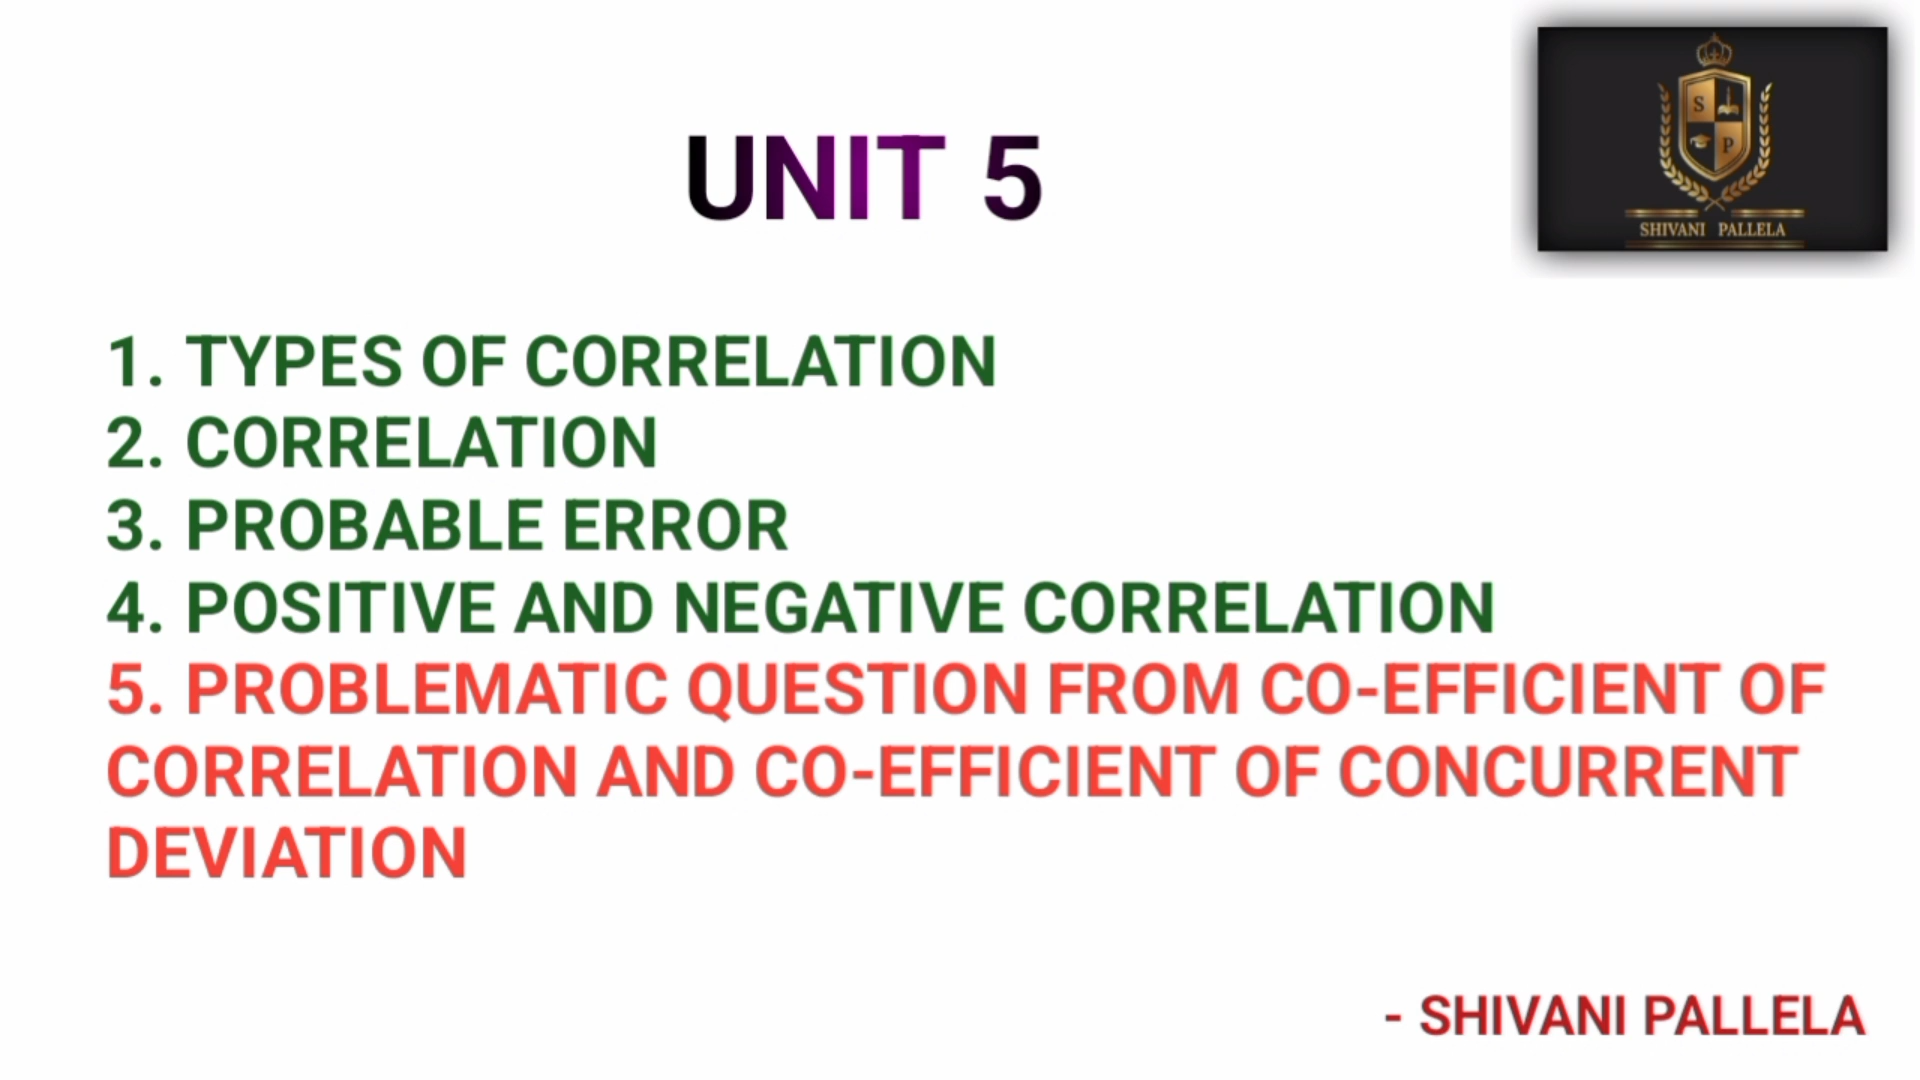 UNIT 5
S
P
SHIVANI PALLELA
1. TYPES OF CORRELATION
2. CORRELATION
3. PROBABLE ERROR
4. POSITIVE AND NEGATIVE CORRELATION
5. PROBLEMATIC QUESTION FROM CO-EFFICIENT OF
CORRELATION AND CO-EFFICIENT OF CONCURRENT
DEVIATION
- SHIVANI PALLELA